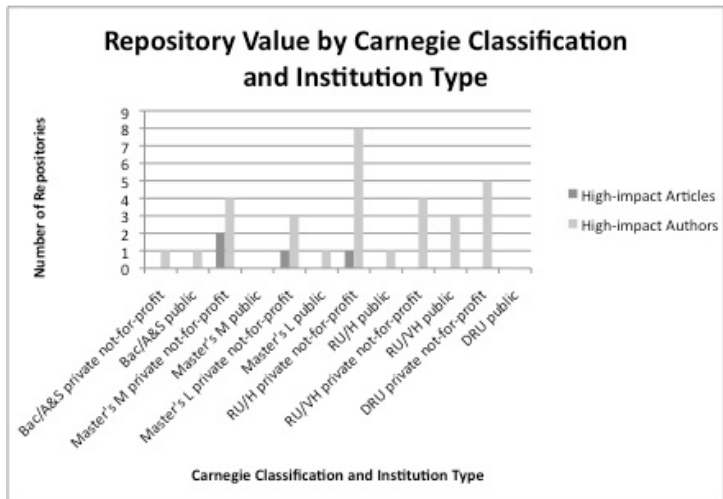 Repository Value by Carnegie Classification
and Institution Type
Number of Repositories
9
8
7
6
5
4
3
2
1
0
High-impact Articles
High-impact Authors
Bac/A&S private not-for-profit
Bac/A&S public
Master's M private not-for-profit
Master's M public
Master's L private not-for-profit
Master's L public
RU/H private not-for-profit
RU/H public
RU/VH private not-for-profit
RU/VH public
DRU private not-for-profit
DRU public
Carnegie Classification and Institution Type